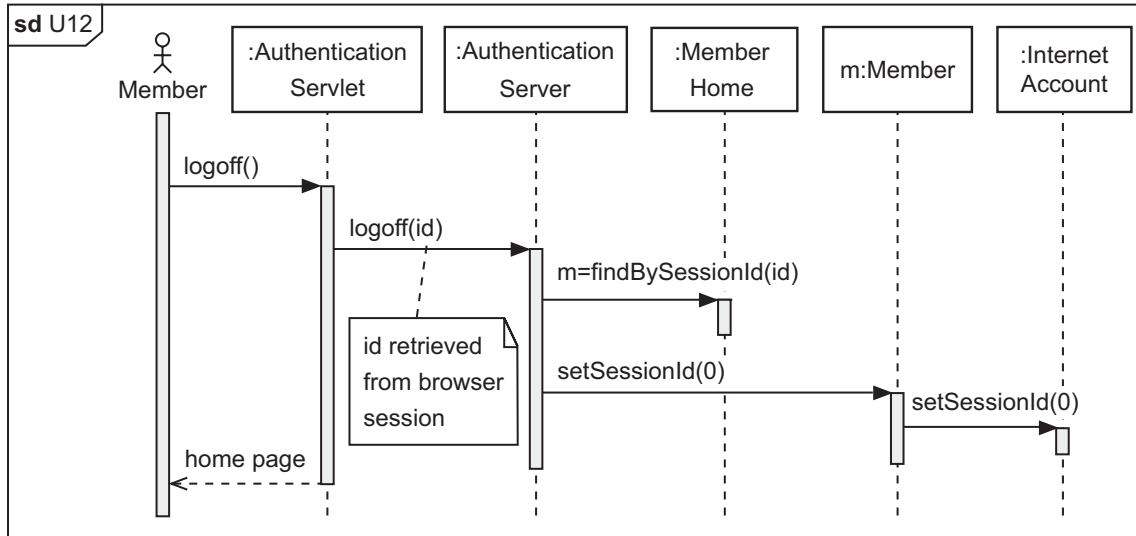 sd U12
Member
:Authentication
Servlet
:Authentication
Server
:Member
Home
m:Member
:Internet
Account
logoff()
logoff(id)
m=findBySessionId(id)
id retrieved
from browser
session
setSessionId(0)
setSessionId(0)
home page